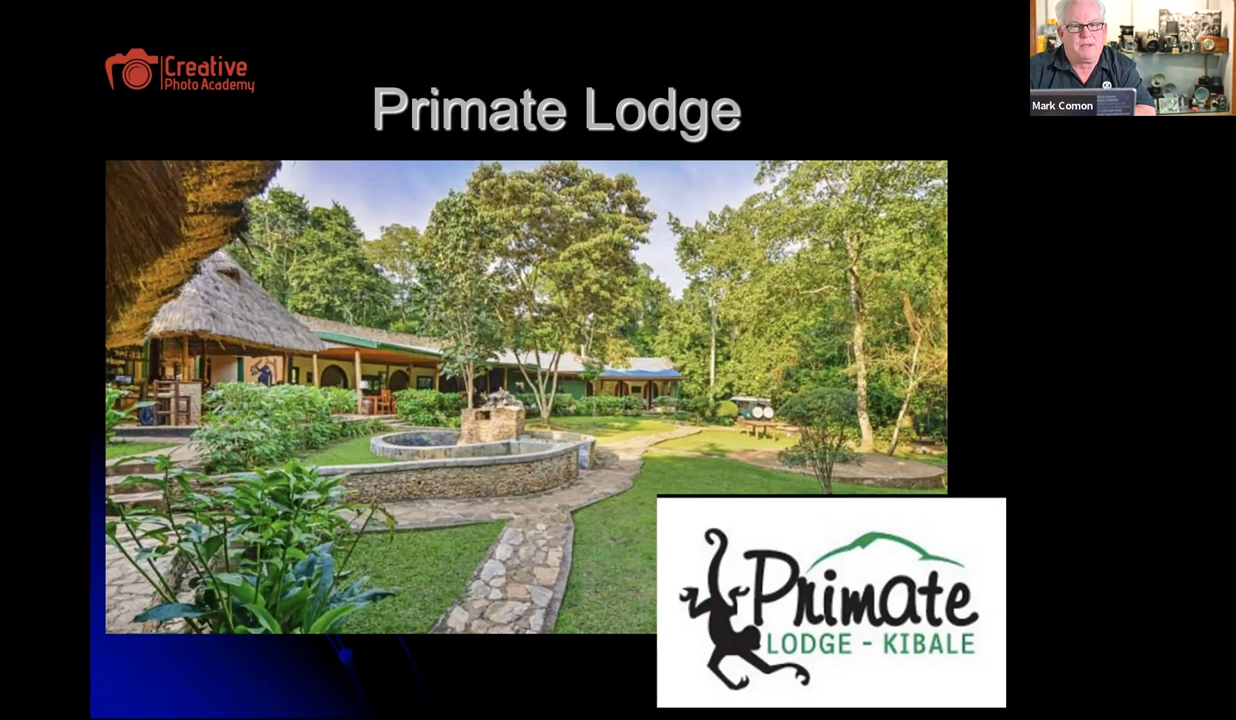 Creative
Photo Academy
Primate Lodge
Mark Comon
Primate
LODGE - KIBALE